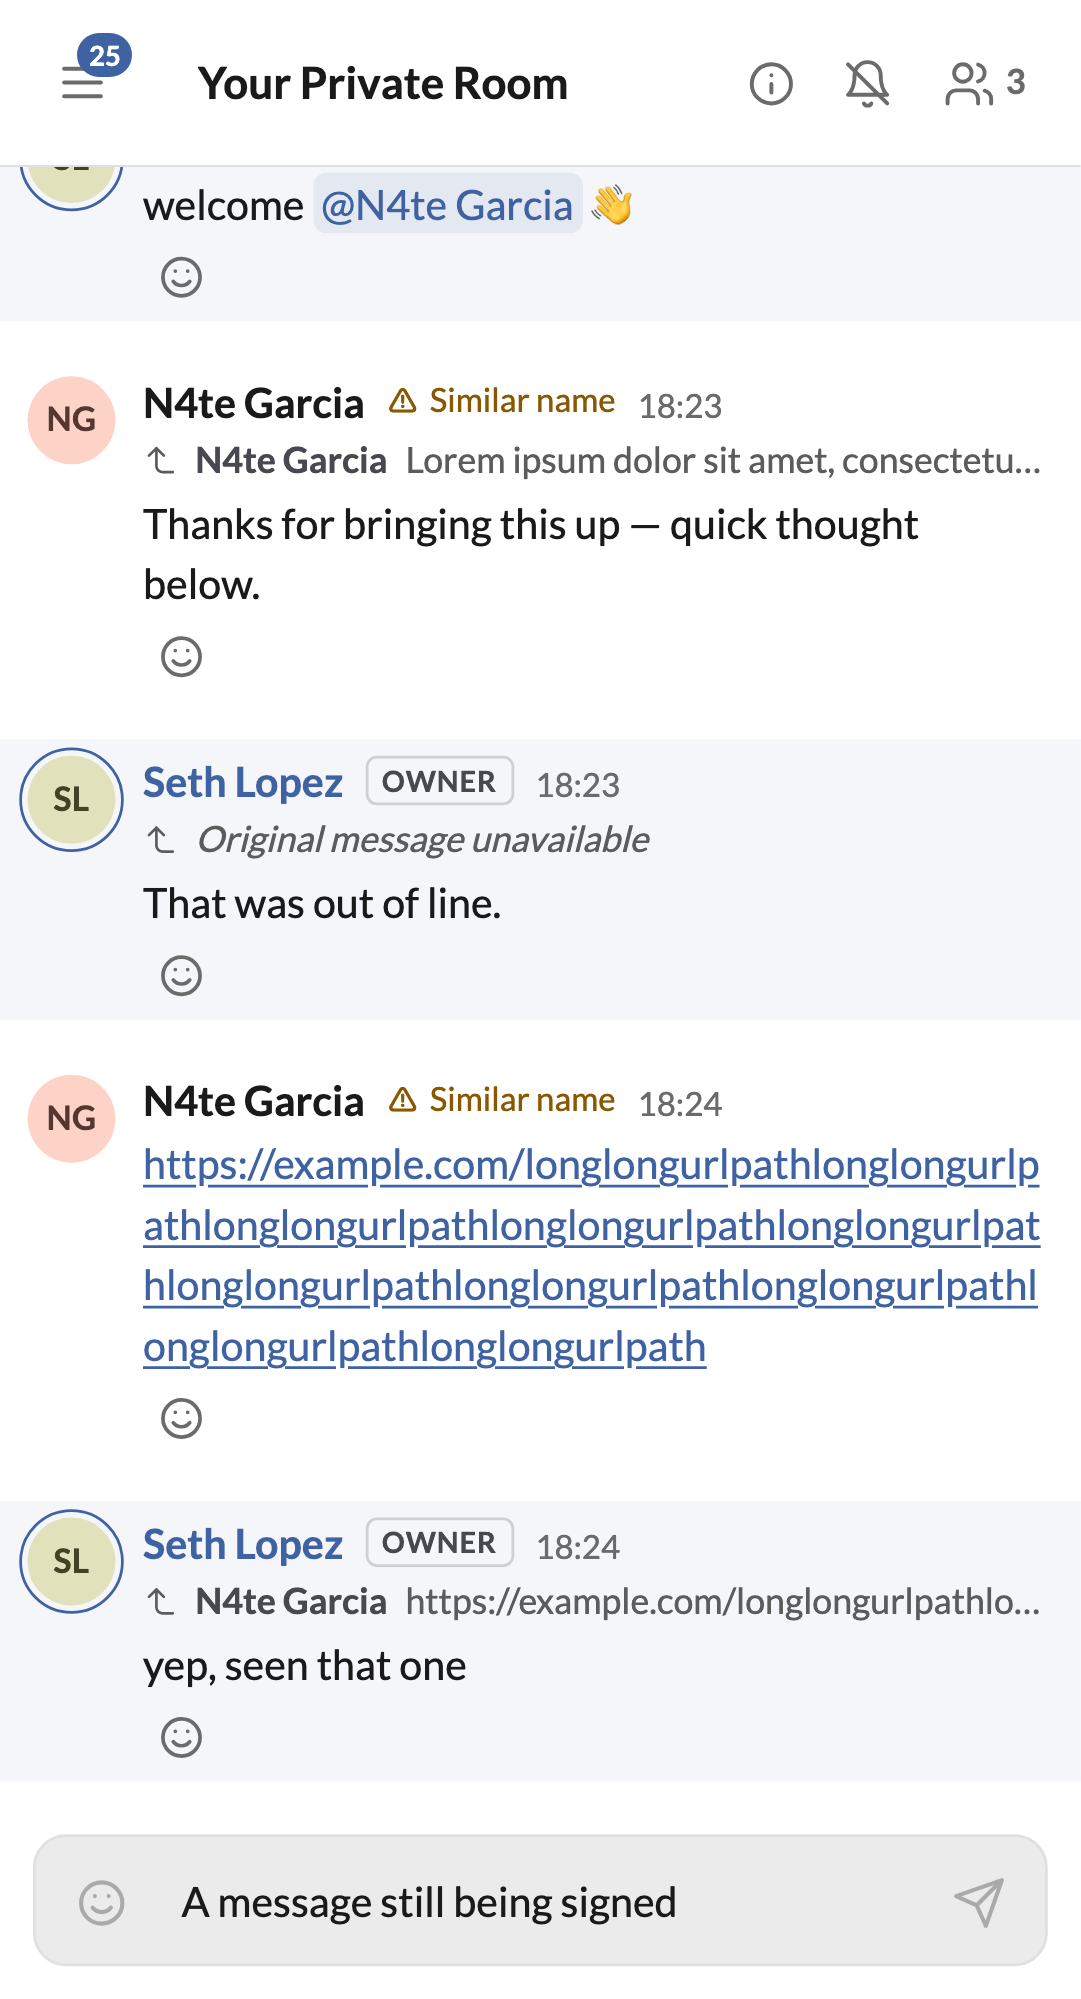 25
Your Private Room
3
welcome @N4te Garcia 👋
NG
N4te Garcia Similar name 18:23
N4te Garcia Lorem ipsum dolor sit amet, consectetu...
Thanks for bringing this up — quick thought
below.
SL
Seth Lopez OWNER 18:23
Original message unavailable
That was out of line.
NG
N4te Garcia Similar name 18:24
https://example.com/longlongurlpathlonglongurlp
athlonglongurlpathlonglongurlpathlonglongurlpat
hlonglongurlpathlonglongurlpathlonglongurlpathl
onglongurlpathlonglongurlpath
SL
Seth Lopez OWNER 18:24
N4te Garcia https://example.com/longlongurlpathlo...
yep, seen that one
A message still being signed